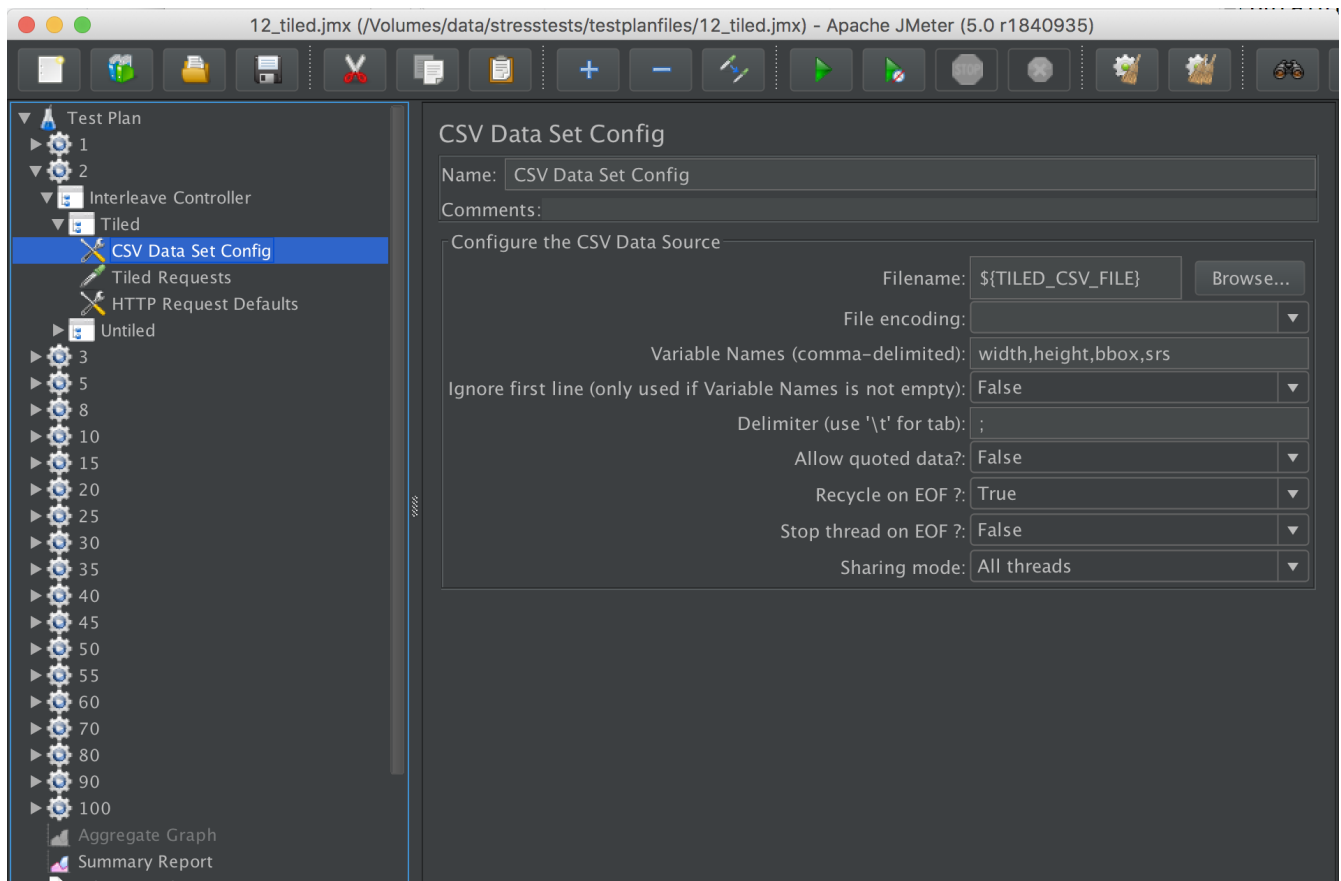 12_tiled.jmx (/Volumes/data/stresstests/testplanfiles/12_tiled.jmx) - Apache JMeter (5.0 r1840935)
STOP
Test Plan
1
2
Interleave Controller
Tiled
CSV Data Set Config
Tiled Requests
HTTP Request Defaults
Untiled
3
5
8
10
15
20
25
30
35
40
45
50
55
60
70
80
90
100
Aggregate Graph
Summary Report
CSV Data Set Config
Name: CSV Data Set Config
Comments:
Configure the CSV Data Source
Filename: ${TILED_CSV_FILE} Browse...
File encoding:
Variable Names (comma-delimited): width,height,bbox,srs
Ignore first line (only used if Variable Names is not empty): False
Delimiter (use '\t' for tab): ;
Allow quoted data?: False
Recycle on EOF ?: True
Stop thread on EOF ?: False
Sharing mode: All threads